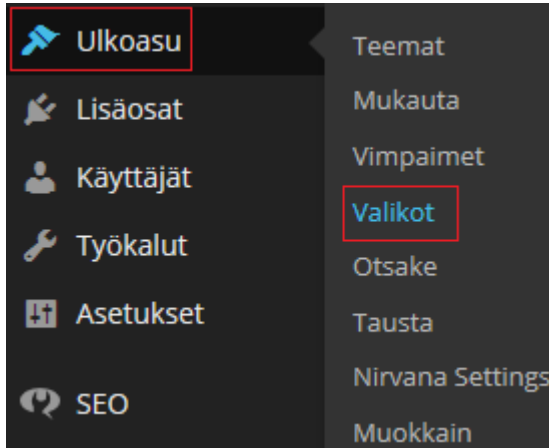 Ulkoasu
Lisäosat
Käyttäjät
Työkalut
Asetukset
SEO
Teemat
Mukauta
Vimpaimet
Valikot
Otsake
Tausta
Nirvana Settings
Muokkain